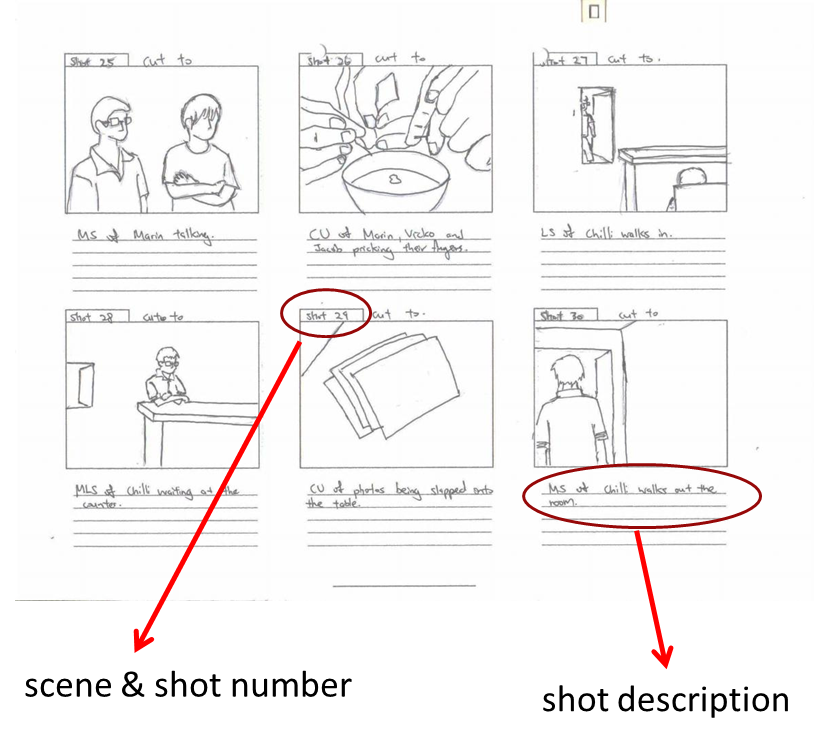 Shot 25 cut to
Shot 26 cut to
Shot 27 cut to.
MS of Marin talking.
CU of Marin, Vicko and
Jacob pricking their fingers.
LS of Chilli walks in.
Shot 28 cut to
Shot 29 cut to.
Shot 30 cut to
MLS of Chilli waiting at the
counter.
CU of photos being slapped onto
the table.
MS of Chilli walks out the
room.
scene & shot number
shot description